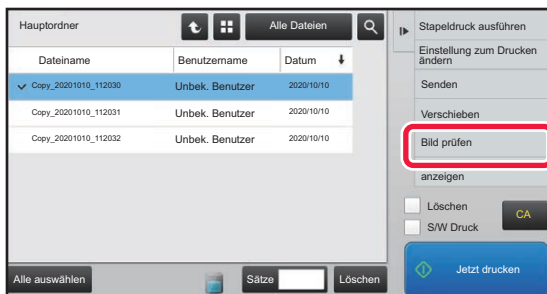 Hauptordner
Alle Dateien
Dateiname Benutzername Datum
Copy_20201010_112030 Unbek. Benutzer 2020/10/10
Copy_20201010_112031 Unbek. Benutzer 2020/10/10
Copy_20201010_112032 Unbek. Benutzer 2020/10/10
Alle auswählen
Sätze
Löschen
Stapeldruck ausführen
Einstellung zum Drucken
ändern
Senden
Verschieben
Bild prüfen
anzeigen
Löschen
S/W Druck
CA
Jetzt drucken